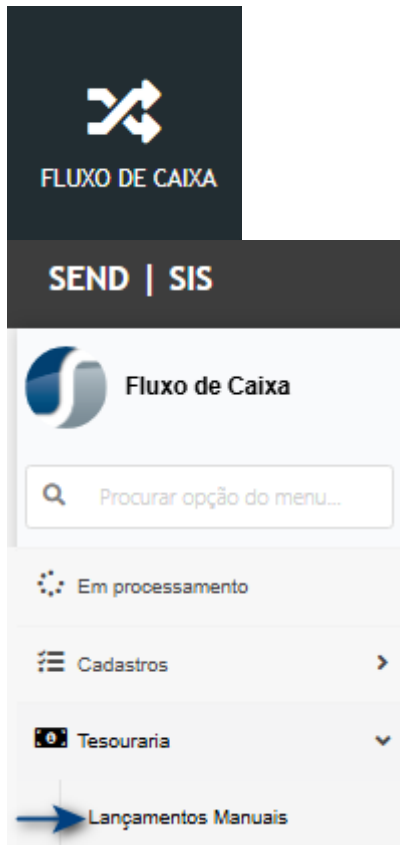 FLUXO DE CAIXA
SEND | SIS
Fluxo de Caixa
Procurar opção do menu...
Em processamento
Cadastros
Tesouraria
Lançamentos Manuais